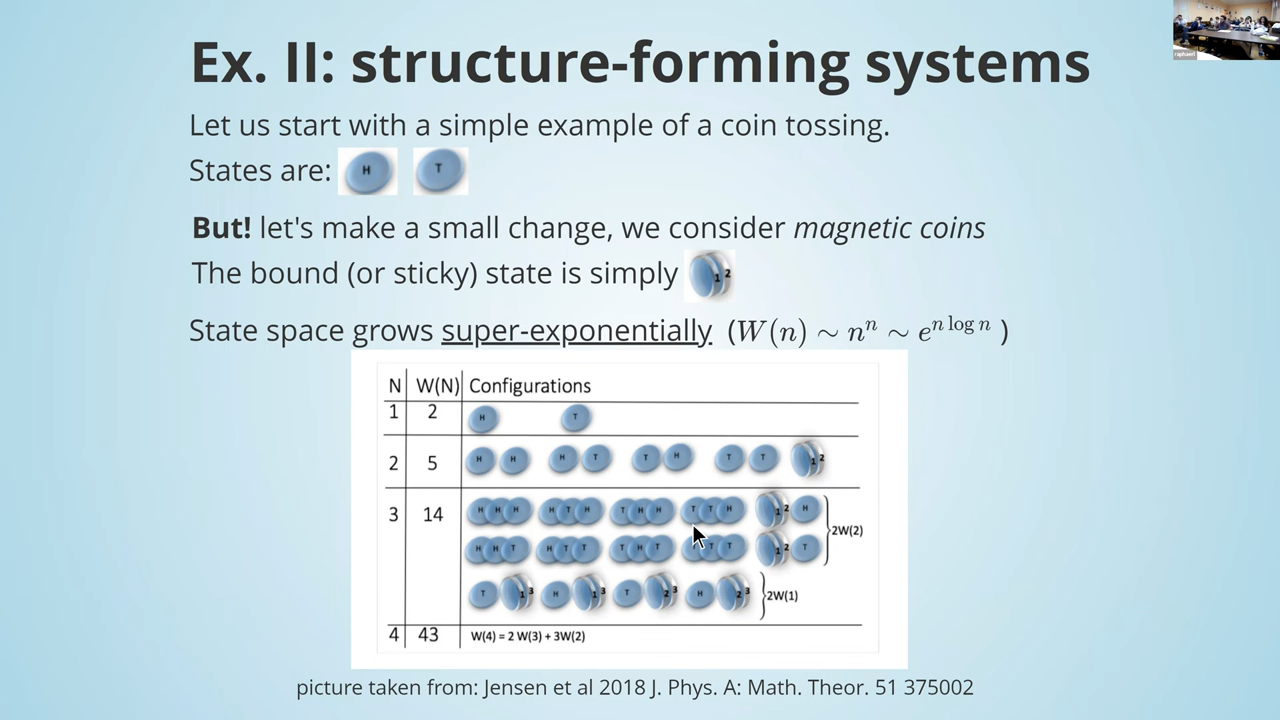 Ex. II: structure-forming systems
Let us start with a simple example of a coin tossing.
States are: H T
But! let's make a small change, we consider magnetic coins
The bound (or sticky) state is simply 1 2
State space grows super-exponentially (W(n) ∼ nⁿ ∼ e^{n log n} )
N W(N) Configurations
1 2 H T
2 5 H H H T T H T T 1 2
3 14 H H H H T H T H H T T H 1 2 H
H H T H T T T H T T T 1 2 T
2W(2)
T 1 3 H 1 3 T 2 3 H 2 3 2W(1)
4 43 W(4) = 2 W(3) + 3W(2)
picture taken from: Jensen et al 2018 J. Phys. A: Math. Theor. 51 375002